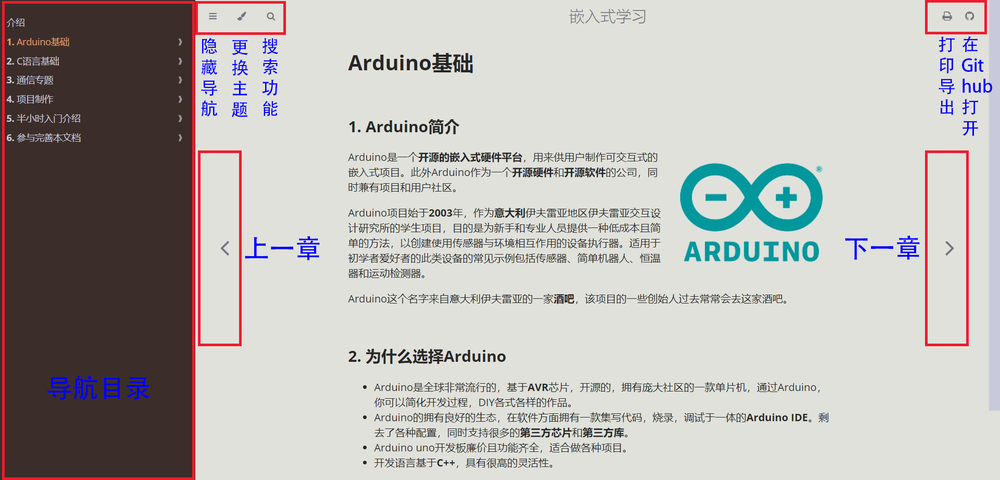 介绍
1. Arduino基础
2. C语言基础
3. 通信专题
4. 项目制作
5. 半小时入门介绍
6. 参与完善本文档
导航目录
隐藏导航
更换主题
搜索功能
嵌入式学习
打印导出
在Github打开
上一章
下一章
Arduino基础
1. Arduino简介
Arduino是一个开源的嵌入式硬件平台，用来供用户制作可交互式的
嵌入式项目。此外Arduino作为一个开源硬件和开源软件的公司，同
时兼有项目和用户社区。
Arduino项目始于2003年，作为意大利伊夫雷亚地区伊夫雷亚交互设
计研究所的学生项目，目的是为新手和专业人员提供一种低成本且简
单的方法，以创建使用传感器与环境相互作用的设备执行器。适用于
初学者爱好者的此类设备的常见示例包括传感器、简单机器人、恒温
器和运动检测器。
ARDUINO
®
Arduino这个名字来自意大利伊夫雷亚的一家酒吧，该项目的一些创始人过去常常会去这家酒吧。
2. 为什么选择Arduino
Arduino是全球非常流行的，基于AVR芯片，开源的，拥有庞大社区的一款单片机，通过Arduino，
你可以简化开发过程，DIY各式各样的作品。
Arduino的拥有良好的生态，在软件方面拥有一款集写代码，烧录，调试于一体的Arduino IDE。剩
去了各种配置，同时支持很多的第三方芯片和第三方库。
Arduino uno开发板廉价且功能齐全，适合做各种项目。
开发语言基于C++，具有很高的灵活性。